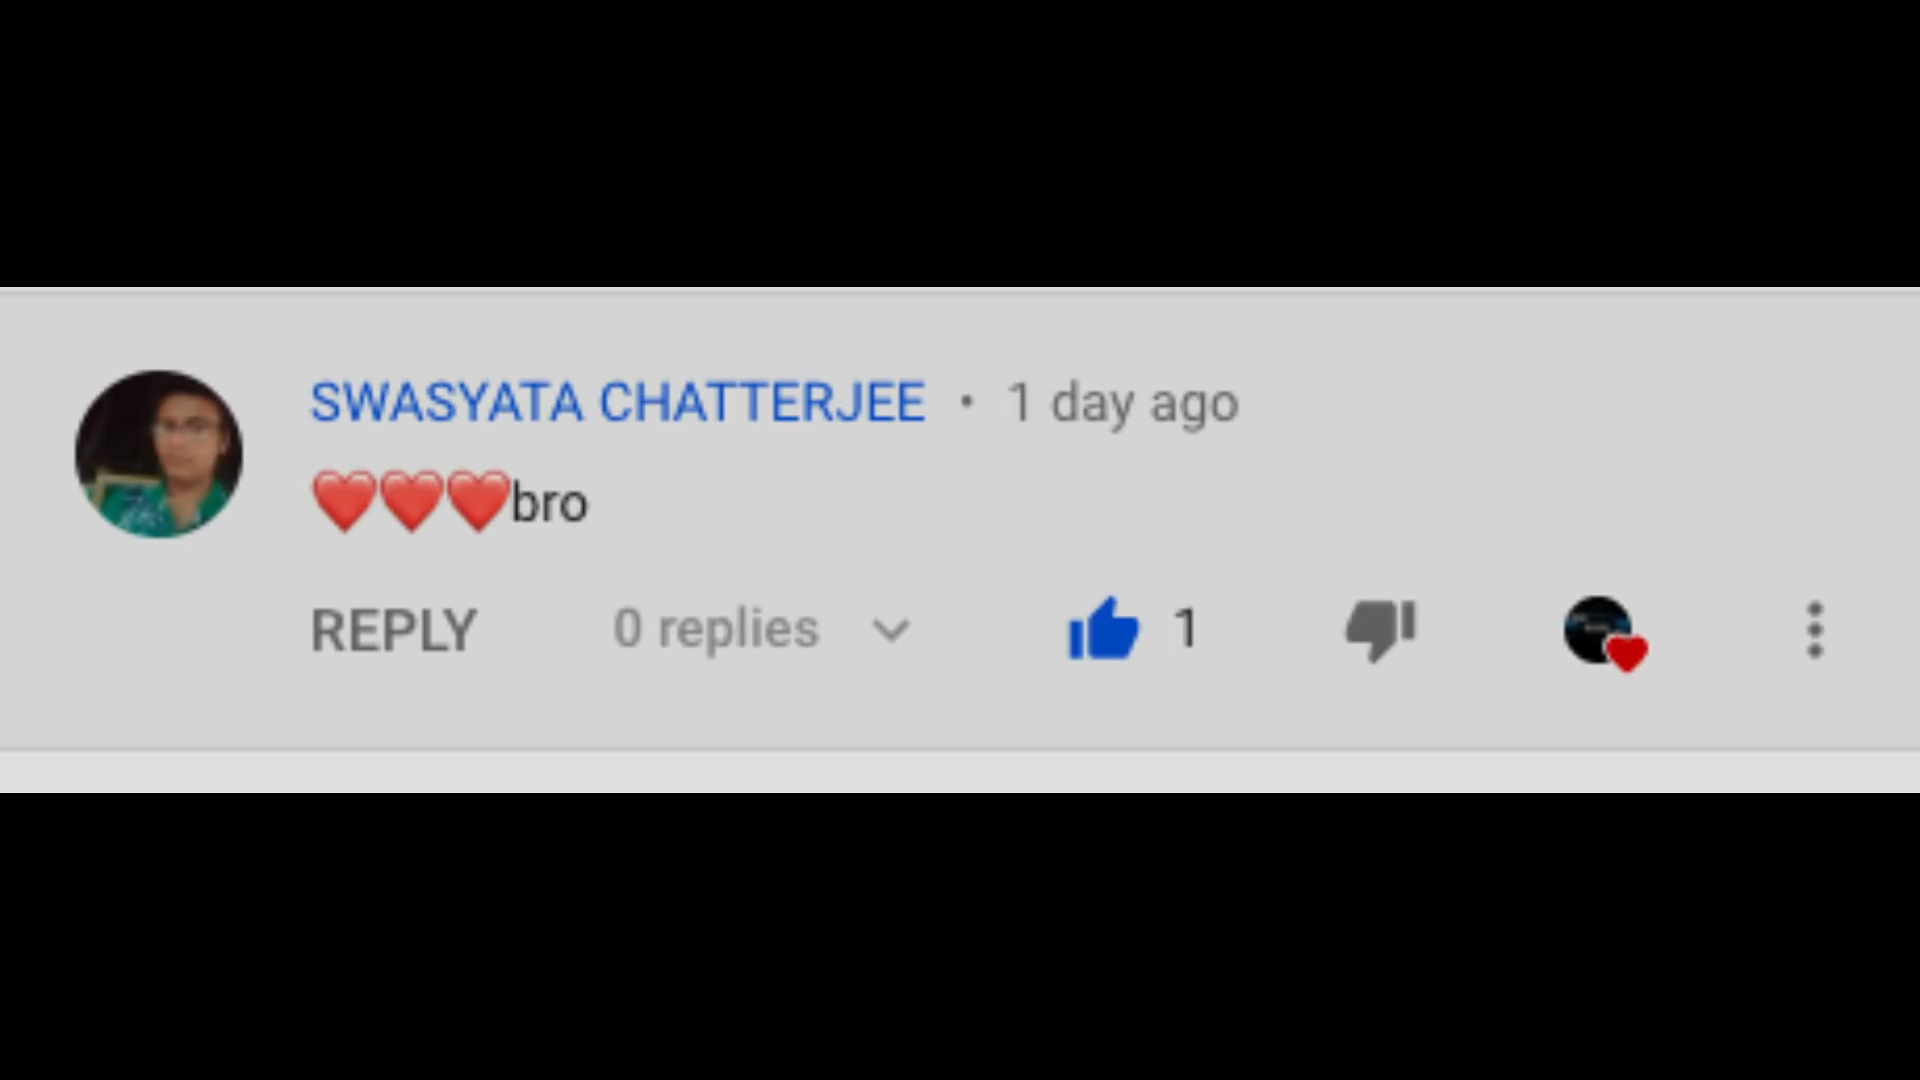 SWASYATA CHATTERJEE • 1 day ago
❤️❤️❤️bro
REPLY 0 replies 1